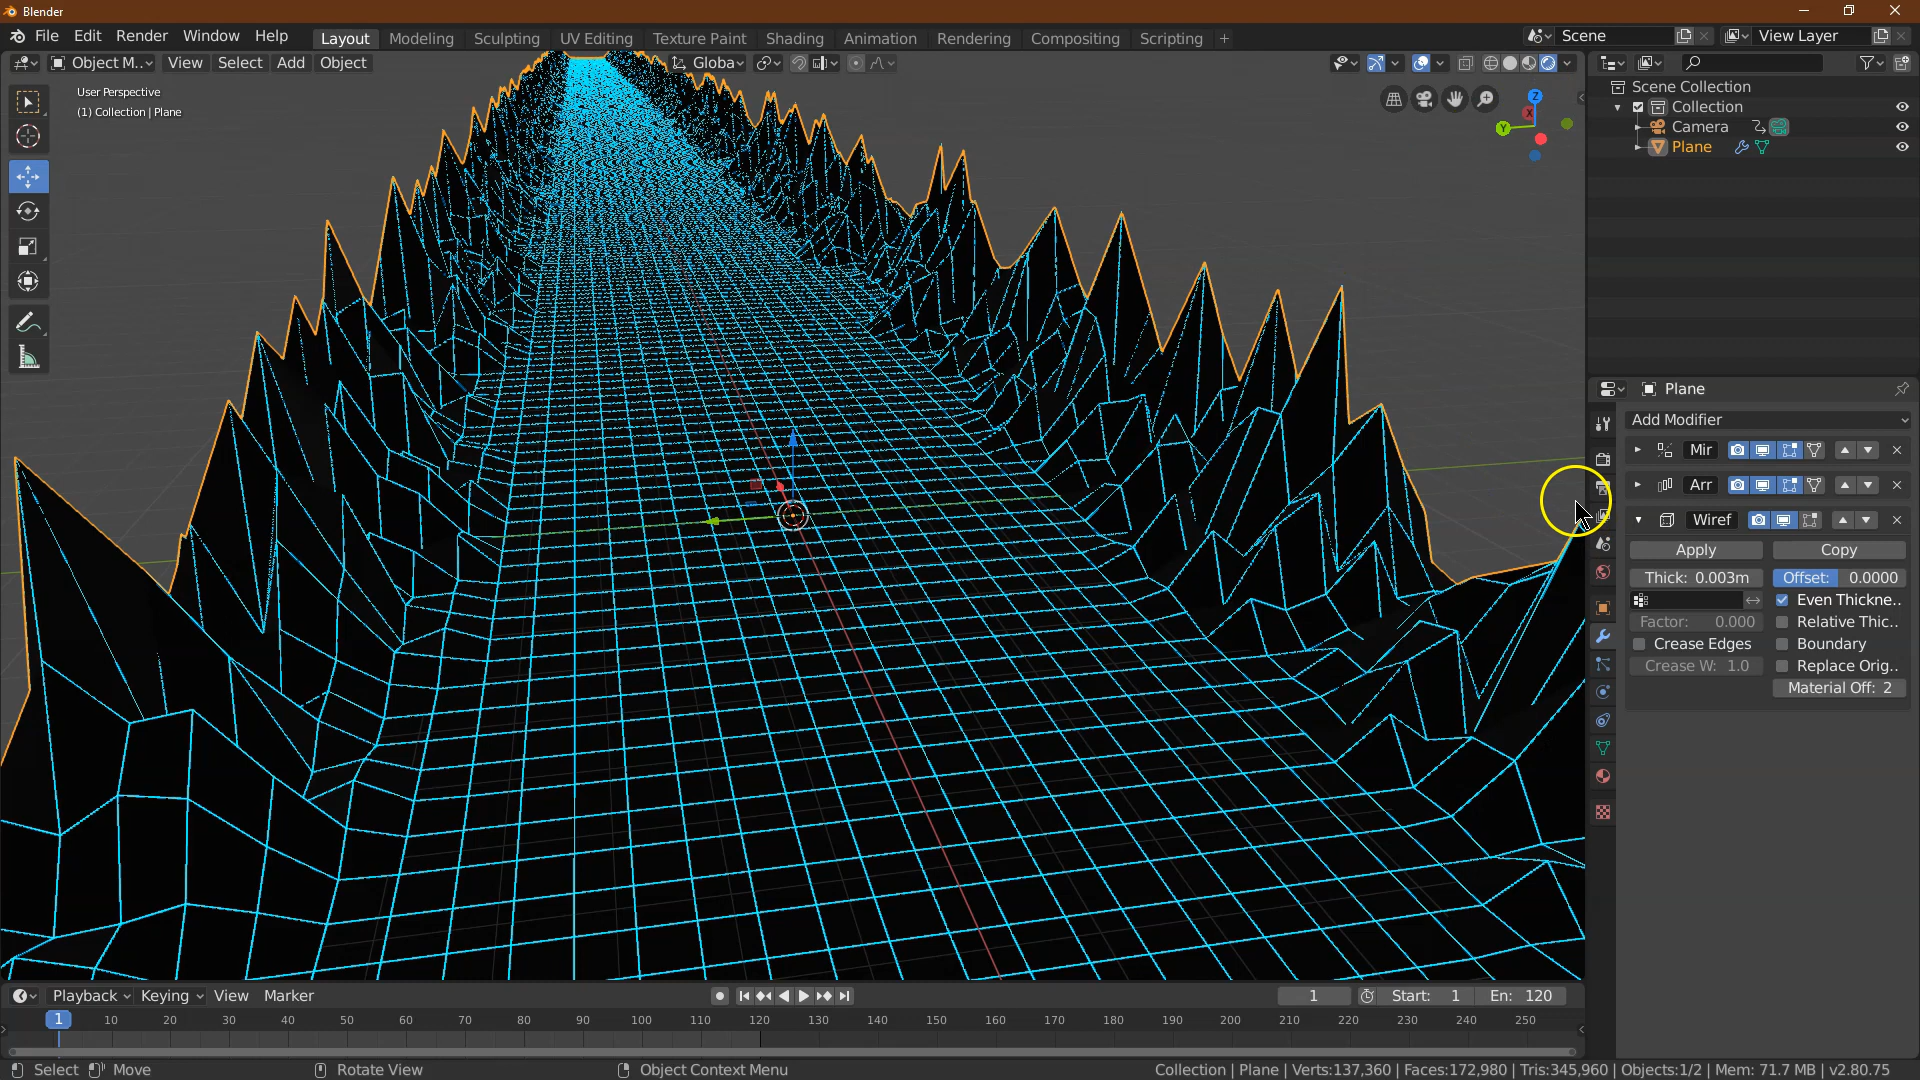 Blender
File Edit Render Window Help Layout Modeling Sculpting UV Editing Texture Paint Shading Animation Rendering Compositing Scripting + Scene View Layer
Object M.. View Select Add Object Globa
User Perspective
(1) Collection | Plane
Z
X
Y
Scene Collection
Collection
Camera
Plane
Plane
Add Modifier
Mir
Arr
Wiref
Apply Copy
Thick: 0.003m Offset: 0.0000
Even Thickne..
Factor: 0.000 Relative Thic..
Crease Edges Boundary
Crease W: 1.0 Replace Orig..
Material Off: 2
Playback Keying View Marker 1 Start: 1 En: 120
1 10 20 30 40 50 60 70 80 90 100 110 120 130 140 150 160 170 180 190 200 210 220 230 240 250
Select Move Rotate View Object Context Menu Collection | Plane | Verts:137,360 | Faces:172,980 | Tris:345,960 | Objects:1/2 | Mem: 71.7 MB | v2.80.75